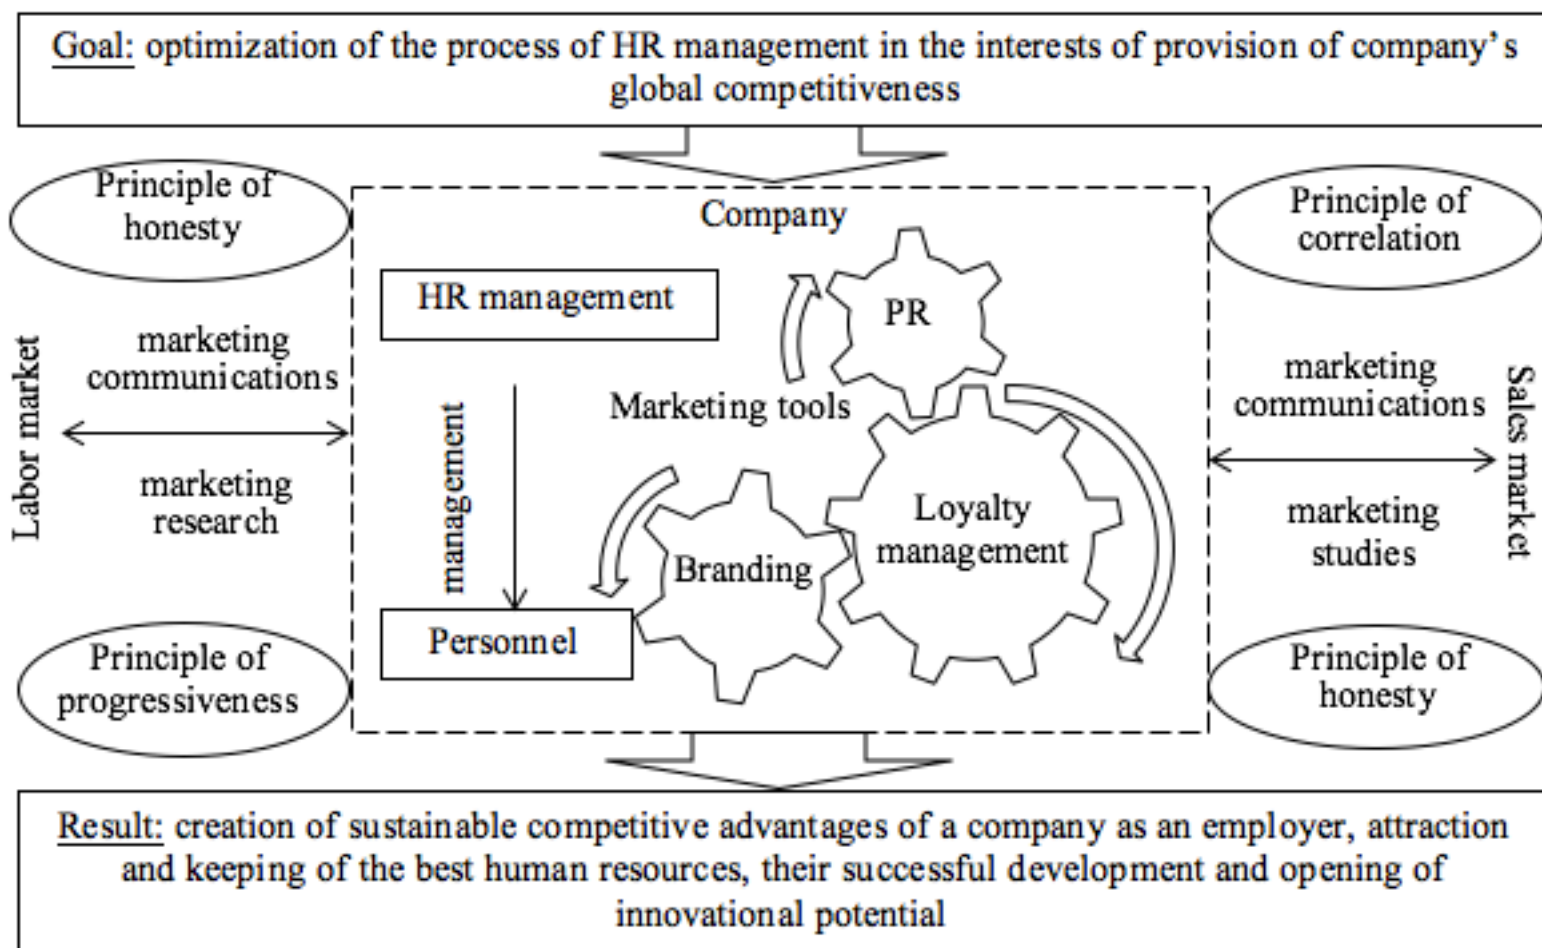 Goal: optimization of the process of HR management in the interests of provision of company's
global competitiveness
Principle of
honesty
Company
Principle of
correlation
HR management
PR
Labor market
marketing
communications
marketing
research
management
Marketing tools
Loyalty
management
Branding
Personnel
marketing
communications
marketing
studies
Sales market
Principle of
progressiveness
Principle of
honesty
Result: creation of sustainable competitive advantages of a company as an employer, attraction
and keeping of the best human resources, their successful development and opening of
innovational potential